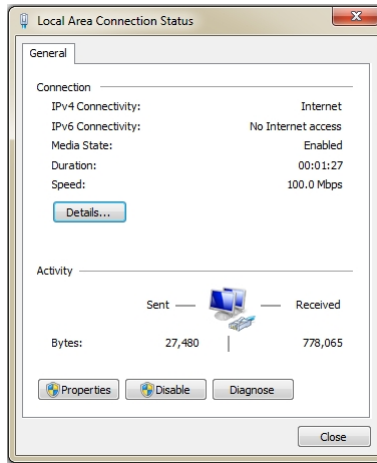 Local Area Connection Status
General
Connection
IPv4 Connectivity: Internet
IPv6 Connectivity: No Internet access
Media State: Enabled
Duration: 00:01:27
Speed: 100.0 Mbps
Details...
Activity
Sent Received
Bytes: 27,480 778,065
Properties Disable Diagnose
Close